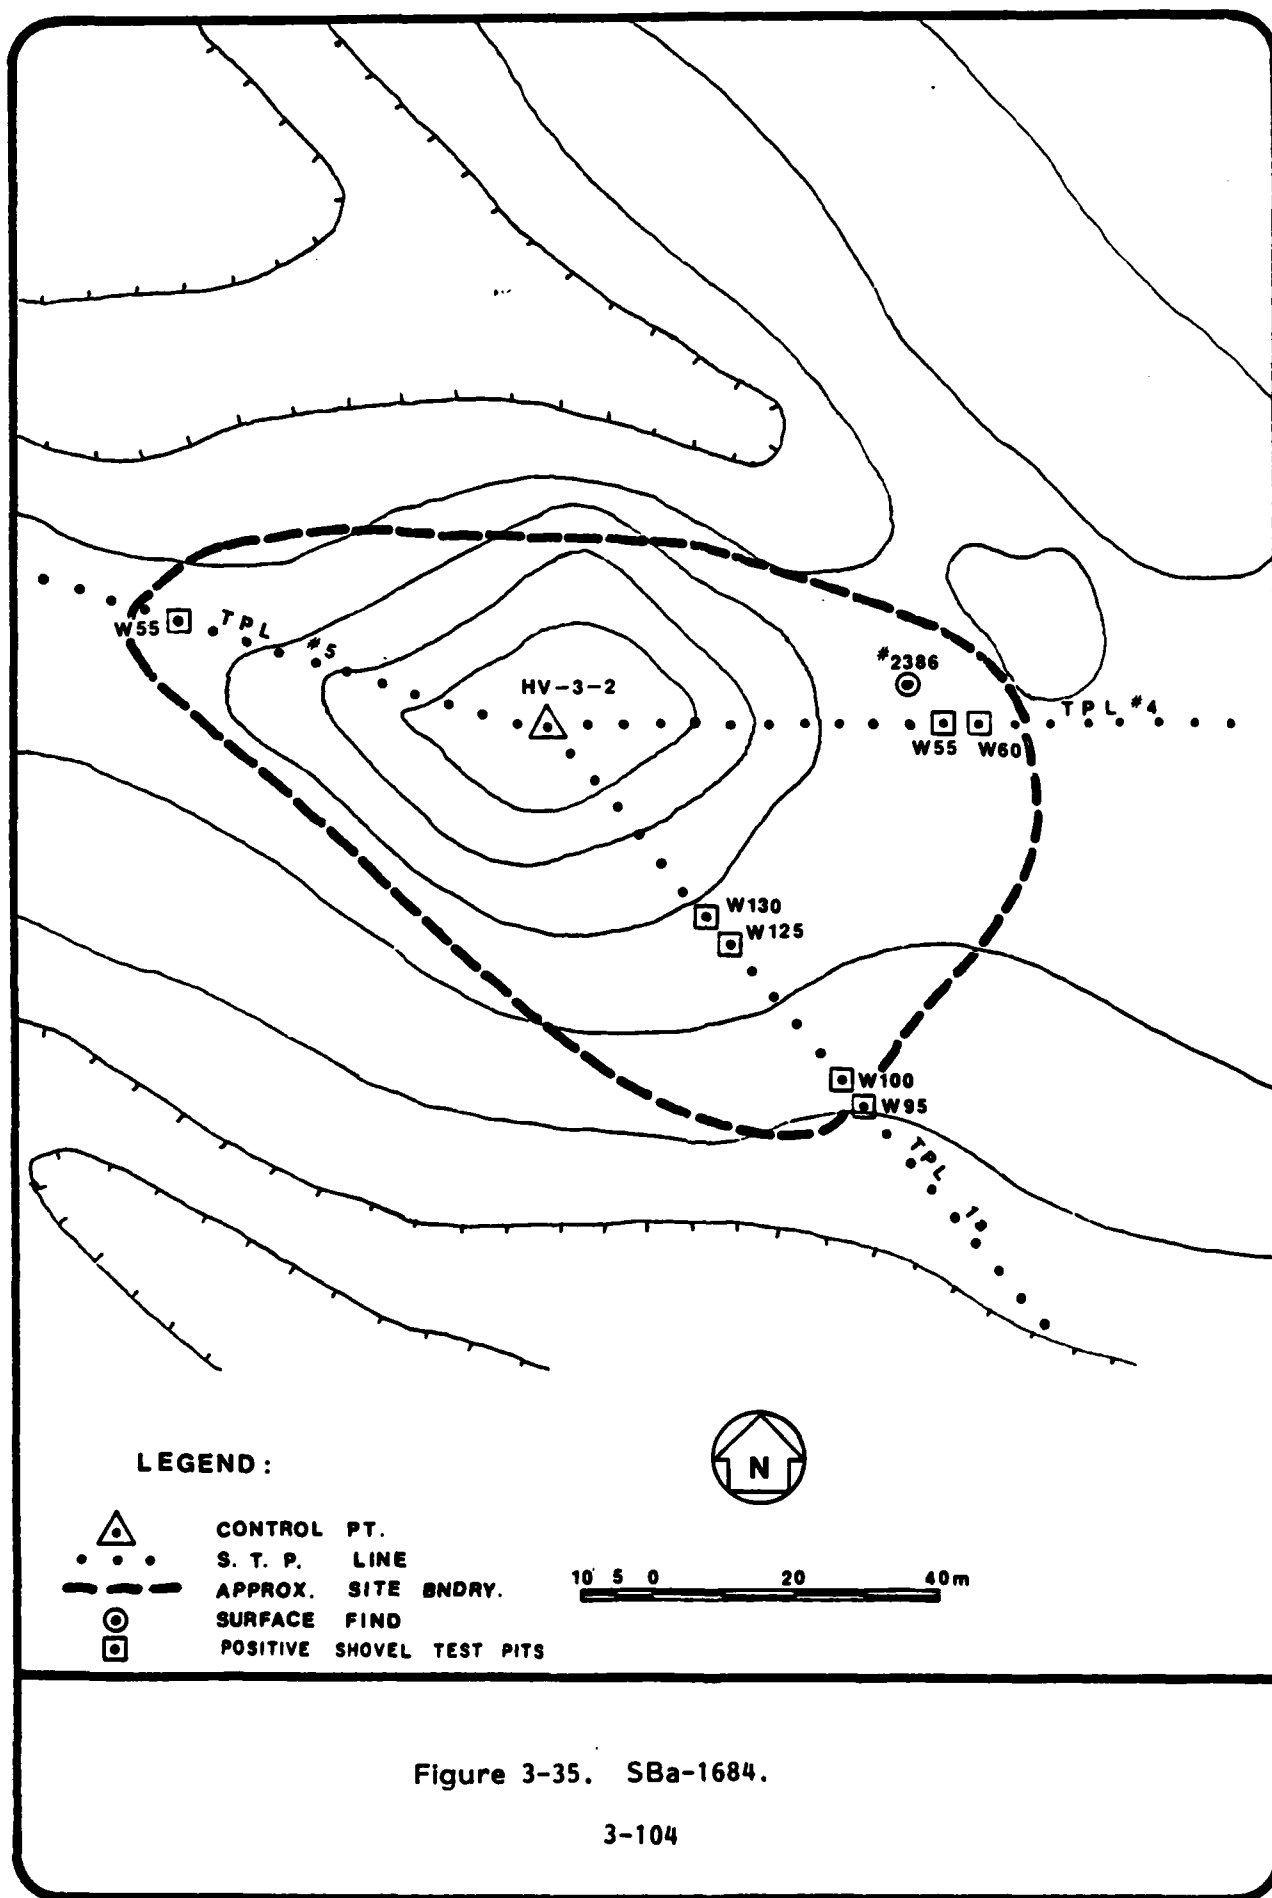 W55
TPL #5
HV-3-2
#2386
TPL #4
W55
W60
W130
W125
W100
W95
TPL 19
N
LEGEND:
CONTROL PT.
S. T. P. LINE
APPROX. SITE BNDRY.
SURFACE FIND
POSITIVE SHOVEL TEST PITS
10 5 0 20 40m
Figure 3-35. SBa-1684.
3-104